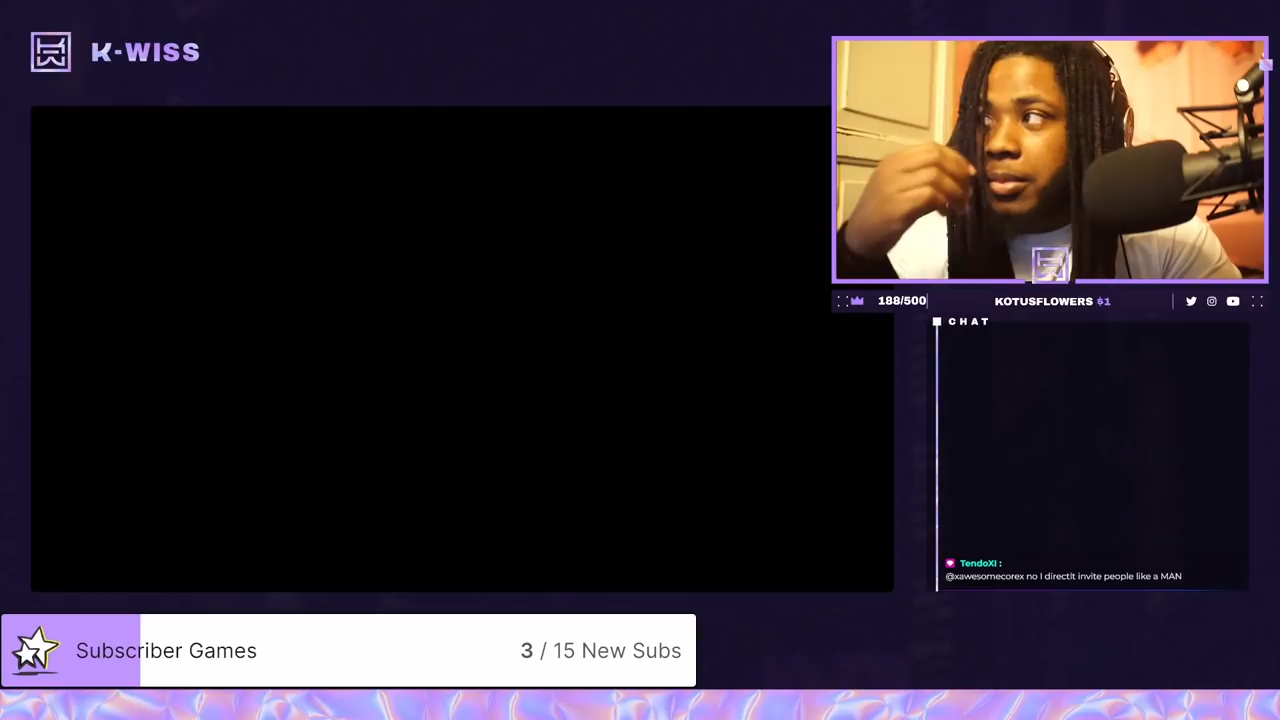 K-WISS
188/500
KOTUSFLOWERS $1
CHAT
TendoXI :
@xawesomecorex no I directlt invite people like a MAN
Subscriber Games
3 / 15 New Subs